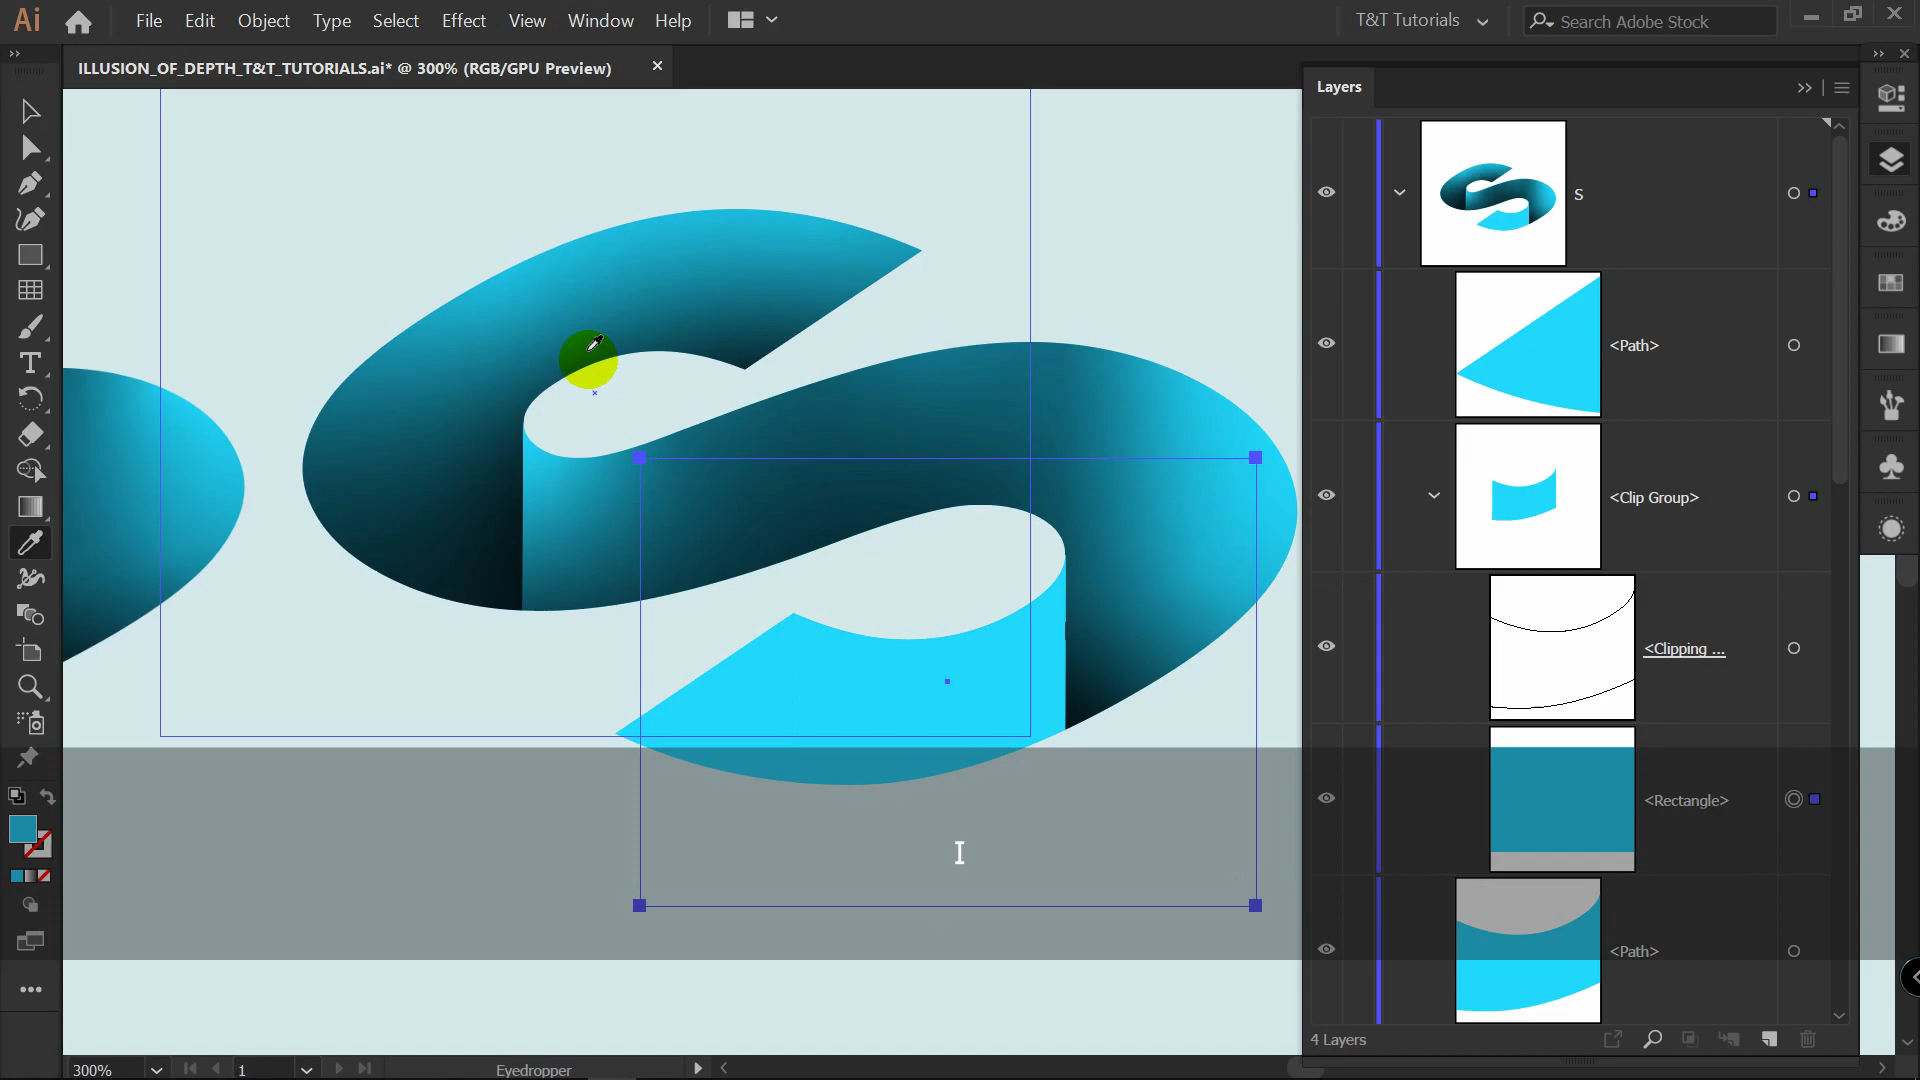 Ai
File Edit Object Type Select Effect View Window Help
T&T Tutorials
Search Adobe Stock
ILLUSION_OF_DEPTH_T&T_TUTORIALS.ai* @ 300% (RGB/GPU Preview)
Layers
S
<Path>
<Clip Group>
<Clipping ...
<Rectangle>
<Path>
4 Layers
300%
1
Eyedropper